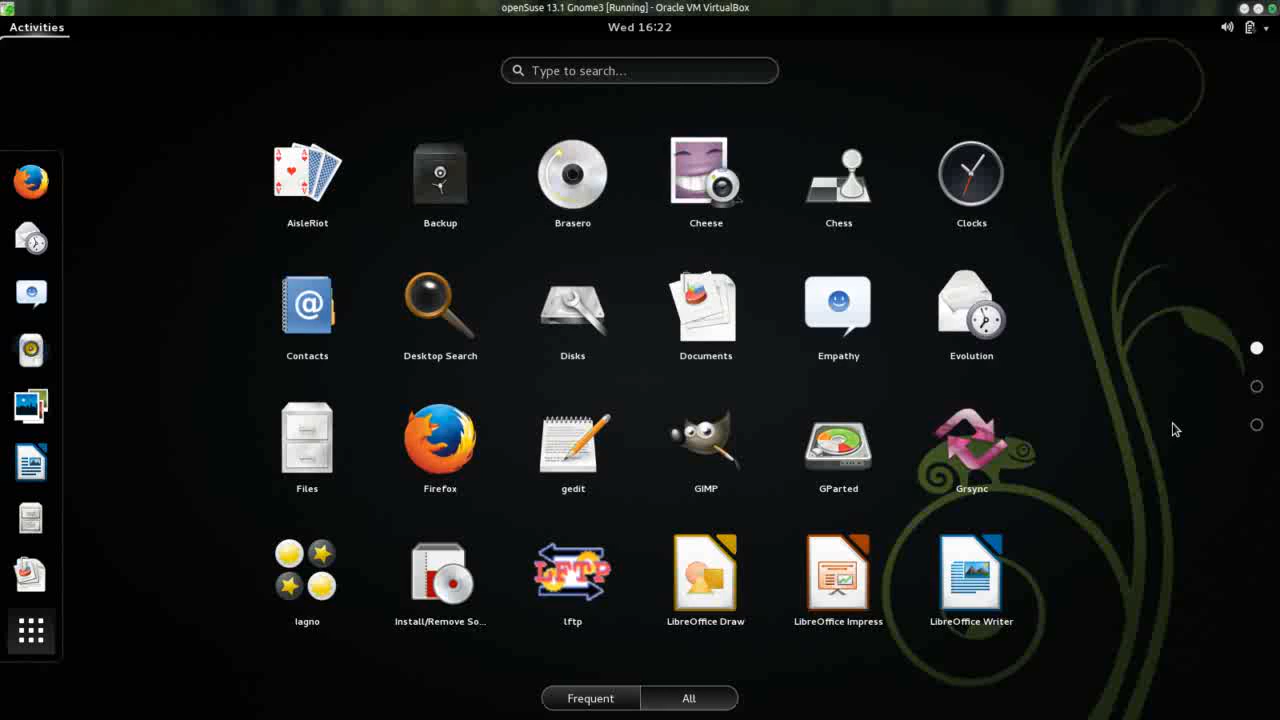 openSuse 13.1 Gnome3 [Running] - Oracle VM VirtualBox
Activities
Wed 16:22
Type to search...
AisleRiot
Backup
Brasero
Cheese
Chess
Clocks
Contacts
Desktop Search
Disks
Documents
Empathy
Evolution
Files
Firefox
gedit
GIMP
GParted
Grsync
LFTP
Iagno
Install/Remove So...
lftp
LibreOffice Draw
LibreOffice Impress
LibreOffice Writer
Frequent
All